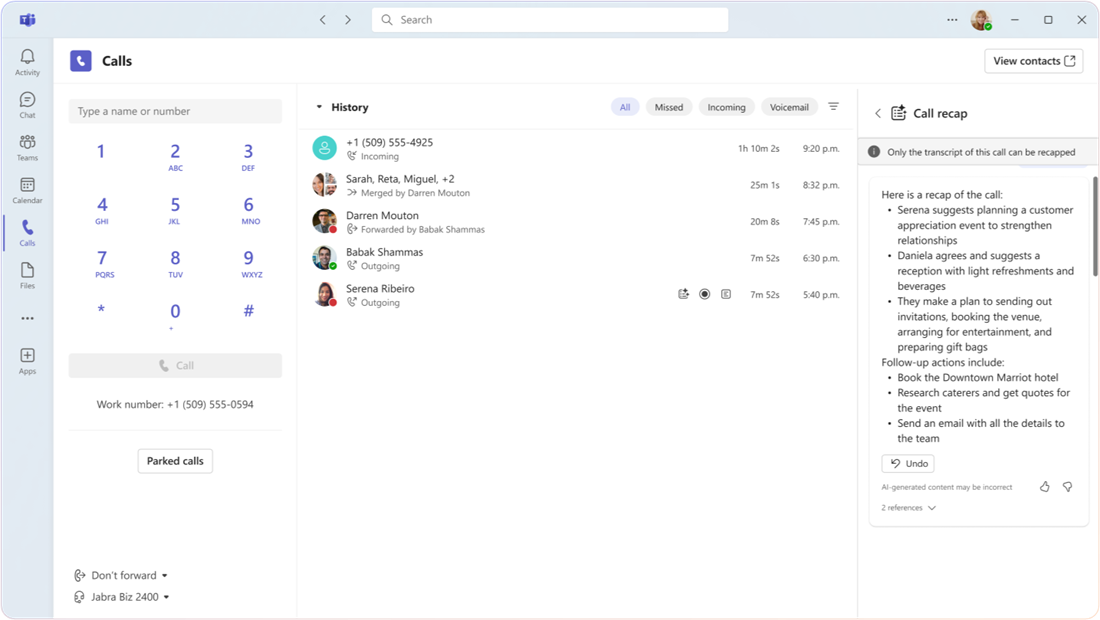 Search
Activity
Chat
Teams
Calendar
Calls
Files
Apps
Calls
View contacts
Type a name or number
1
2
ABC
3
DEF
4
GHI
5
JKL
6
MNO
7
PQRS
8
TUV
9
WXYZ
*
0
+
#
Call
Work number: +1 (509) 555-0594
Parked calls
Don't forward
Jabra Biz 2400
History
All
Missed
Incoming
Voicemail
+1 (509) 555-4925
Incoming
1h 10m 2s
9:20 p.m.
Sarah, Reta, Miguel, +2
Merged by Darren Mouton
25m 1s
8:32 p.m.
Darren Mouton
Forwarded by Babak Shammas
20m 8s
7:45 p.m.
Babak Shammas
Outgoing
7m 52s
6:30 p.m.
Serena Ribeiro
Outgoing
7m 52s
5:40 p.m.
Call recap
Only the transcript of this call can be recapped
Here is a recap of the call:
• Serena suggests planning a customer
appreciation event to strengthen
relationships
• Daniela agrees and suggests a
reception with light refreshments and
beverages
• They make a plan to sending out
invitations, booking the venue,
arranging for entertainment, and
preparing gift bags
Follow-up actions include:
• Book the Downtown Marriot hotel
• Research caterers and get quotes for
the event
• Send an email with all the details to
the team
Undo
AI-generated content may be incorrect
2 references